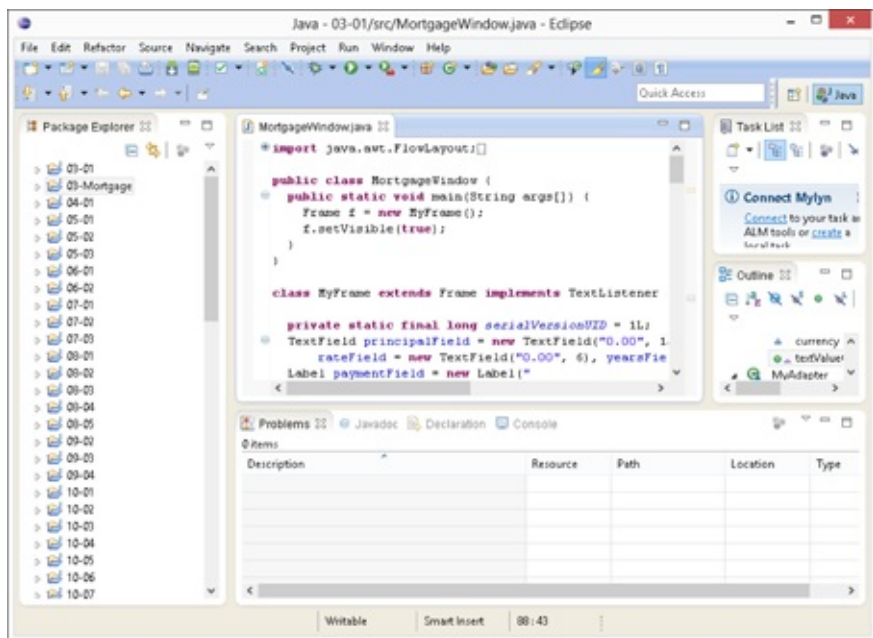 Java - 03-01/src/MortgageWindow.java - Eclipse
File Edit Refactor Source Navigate Search Project Run Window Help
Quick Access
Java
Package Explorer
03-01
03-Mortgage
04-01
05-01
05-02
05-03
06-01
06-02
07-01
07-02
07-03
08-01
08-02
08-03
08-04
08-05
09-02
09-03
09-04
10-01
10-02
10-03
10-04
10-05
10-06
10-07
MortgageWindow.java
import java.awt.FlowLayout;
public class MortgageWindow {
public static void main(String args[]) {
Frame f = new MyFrame();
f.setVisible(true);
}
}
class MyFrame extends Frame implements TextListener
private static final long serialVersionUID = 1L;
TextField principalField = new TextField("0.00", 1
rateField = new TextField("0.00", 6), yearsFie
Label paymentField = new Label("
Task List
Connect Mylyn
Connect to your task
ALM tools or create a
local task
Outline
currency
textValue
MyAdapter
Problems Javadoc Declaration Console
0 items
Description Resource Path Location Type
Writable Smart Insert 88 : 43